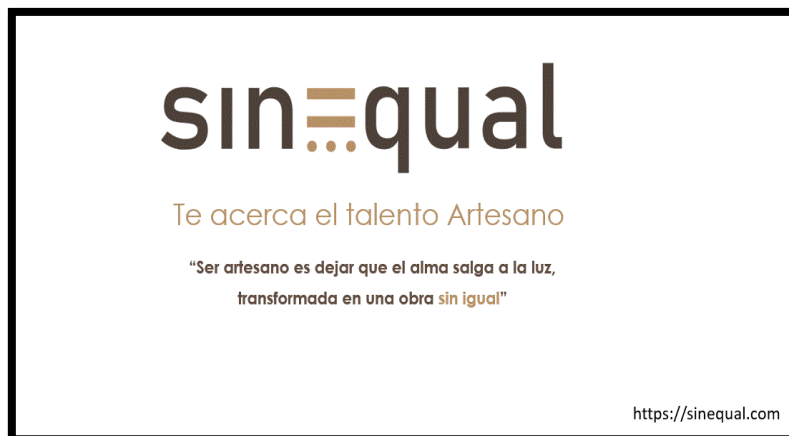 sinequal
Te acerca el talento Artesano
“Ser artesano es dejar que el alma salga a la luz,
transformada en una obra sin igual”
https://sinequal.com